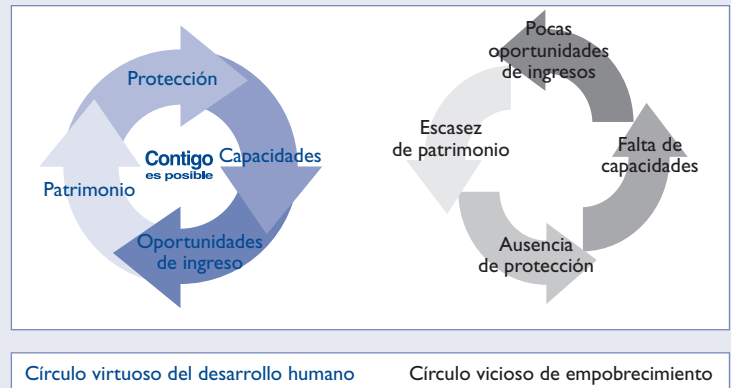 Protección
Capacidades
Oportunidades
de ingreso
Patrimonio
Contigo
es posible
Pocas
oportunidades
de ingresos
Falta de
capacidades
Ausencia
de protección
Escasez
de patrimonio
Círculo virtuoso del desarrollo humano
Círculo vicioso de empobrecimiento